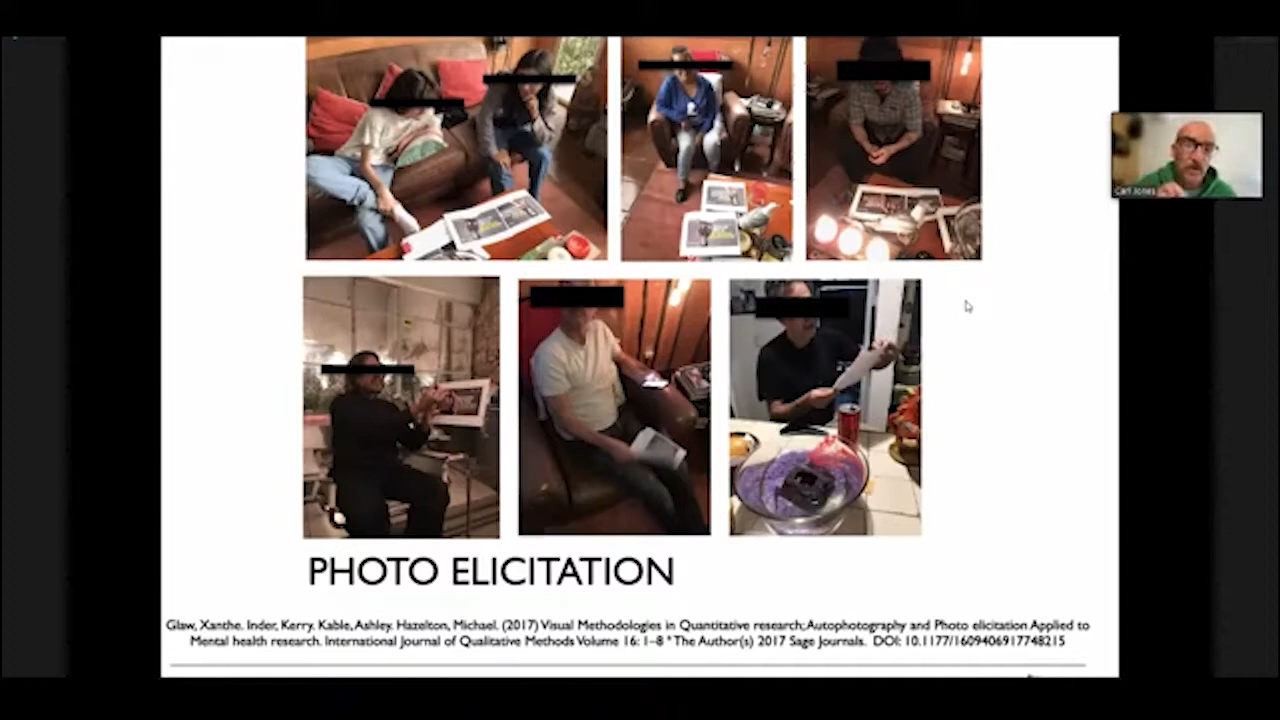 Carl Jones
PHOTO ELICITATION
Glaw, Xanthe. Inder, Kerry. Kable, Ashley. Hazelton, Michael. (2017) Visual Methodologies in Quantitative research; Autophotography and Photo elicitation Applied to
Mental health research. International Journal of Qualitative Methods Volume 16: 1–8 ª The Author(s) 2017 Sage Journals. DOI: 10.1177/1609406917748215